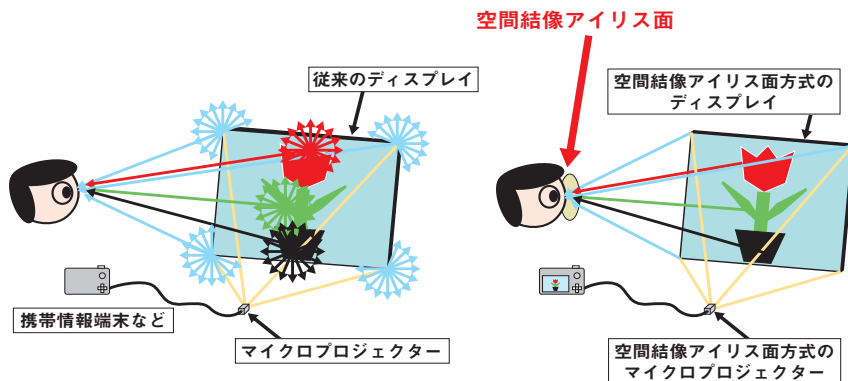 空間結像アイリス面
従来のディスプレイ
空間結像アイリス面方式の
ディスプレイ
携帯情報端末など
マイクロプロジェクター
空間結像アイリス面方式の
マイクロプロジェクター